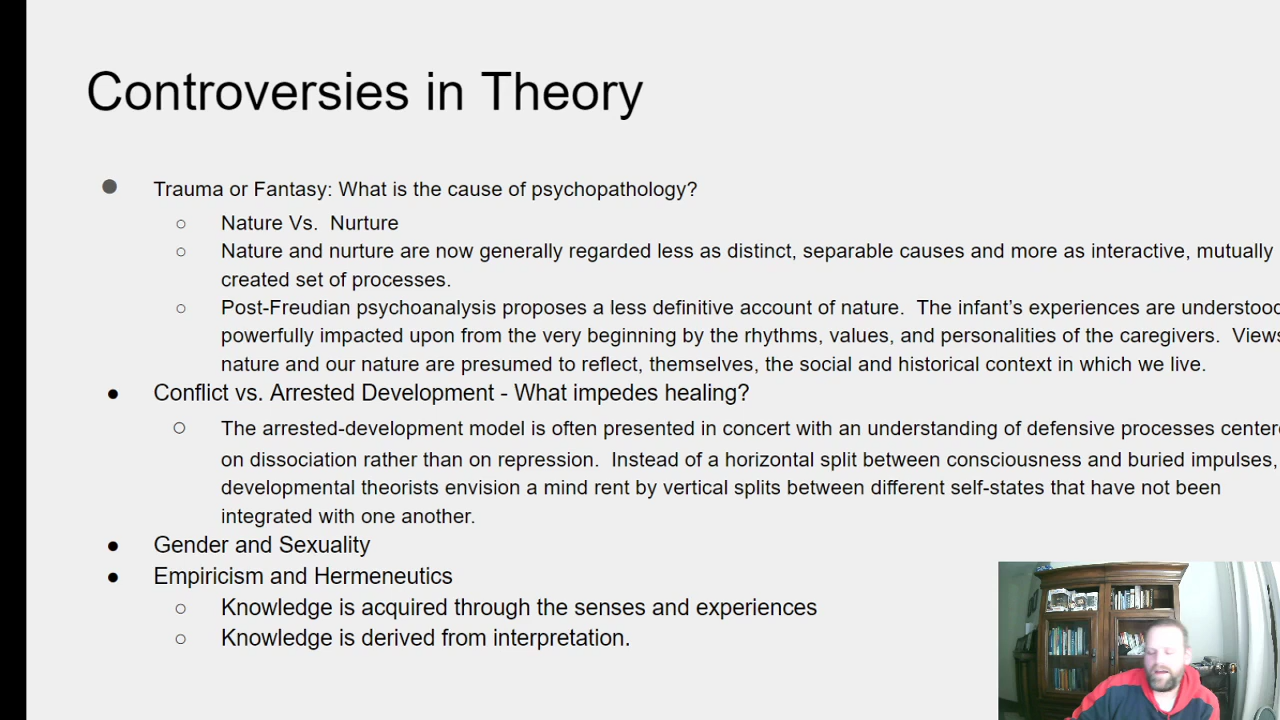 Controversies in Theory
● Trauma or Fantasy: What is the cause of psychopathology?
○ Nature Vs.  Nurture
○ Nature and nurture are now generally regarded less as distinct, separable causes and more as interactive, mutually
created set of processes.
○ Post-Freudian psychoanalysis proposes a less definitive account of nature.  The infant's experiences are understood
powerfully impacted upon from the very beginning by the rhythms, values, and personalities of the caregivers.  Views
nature and our nature are presumed to reflect, themselves, the social and historical context in which we live.
● Conflict vs. Arrested Development - What impedes healing?
○ The arrested-development model is often presented in concert with an understanding of defensive processes centere
on dissociation rather than on repression.  Instead of a horizontal split between consciousness and buried impulses,
developmental theorists envision a mind rent by vertical splits between different self-states that have not been
integrated with one another.
● Gender and Sexuality
● Empiricism and Hermeneutics
○ Knowledge is acquired through the senses and experiences
○ Knowledge is derived from interpretation.